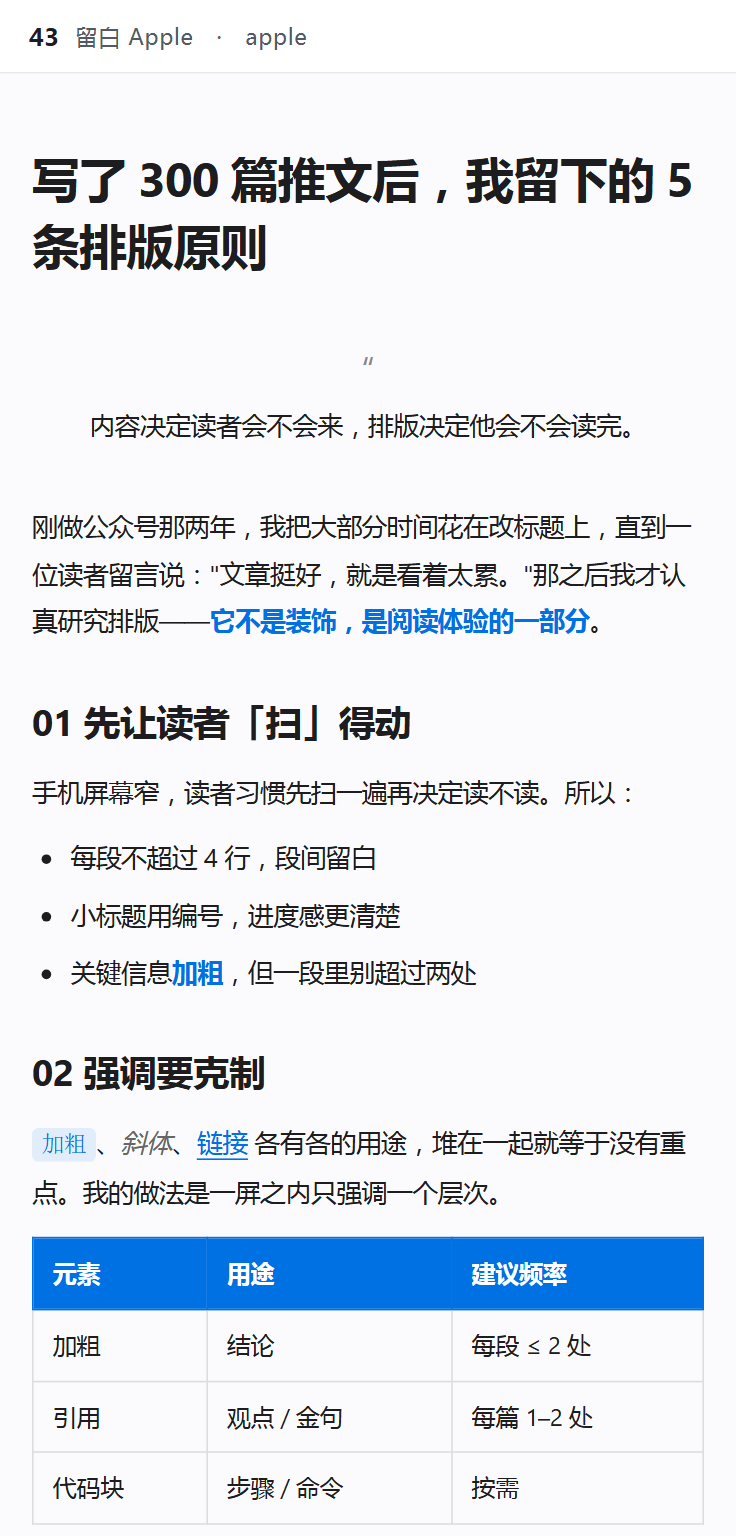 43 留白 Apple · apple
写了 300 篇推文后，我留下的 5
条排版原则
"
内容决定读者会不会来，排版决定他会不会读完。
刚做公众号那两年，我把大部分时间花在改标题上，直到一
位读者留言说："文章挺好，就是看着太累。"那之后我才认
真研究排版——它不是装饰，是阅读体验的一部分。
01 先让读者「扫」得动
手机屏幕窄，读者习惯先扫一遍再决定读不读。所以：
• 每段不超过 4 行，段间留白
• 小标题用编号，进度感更清楚
• 关键信息加粗，但一段里别超过两处
02 强调要克制
加粗、斜体、链接 各有各的用途，堆在一起就等于没有重
点。我的做法是一屏之内只强调一个层次。
元素 用途 建议频率
加粗 结论 每段 ≤ 2 处
引用 观点 / 金句 每篇 1–2 处
代码块 步骤 / 命令 按需